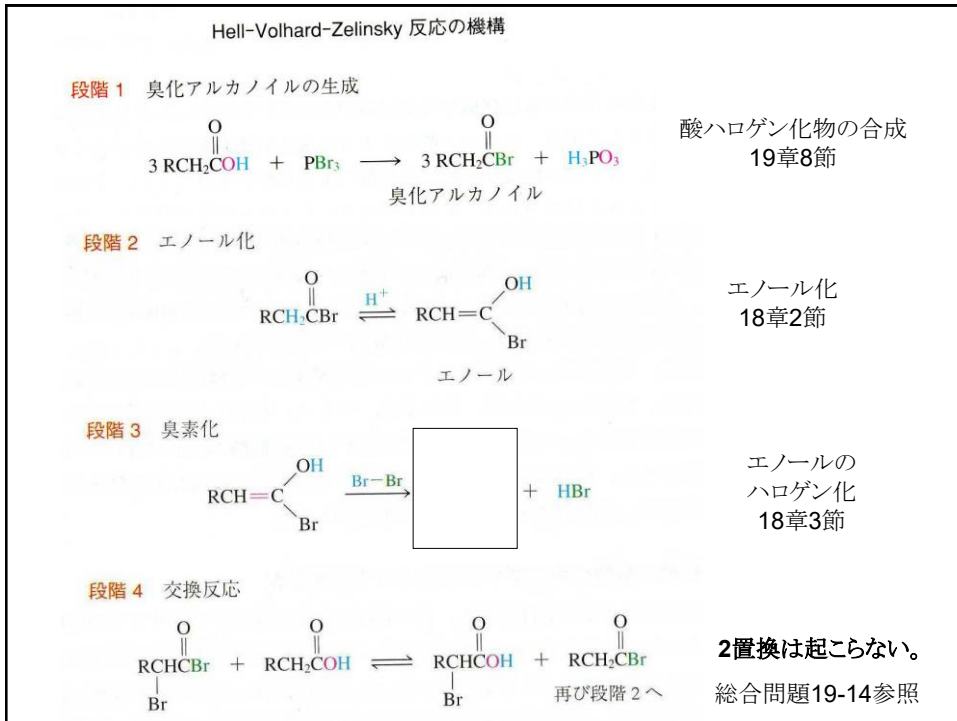 Hell-Volhard-Zelinsky 反応の機構
段階 1 臭化アルカノイルの生成
O
3 RCH₂COH + PBr₃ ⟶ 3 RCH₂CBr + H₃PO₃
O
臭化アルカノイル
酸ハロゲン化物の合成
19章8節
段階 2 エノール化
O
RCH₂CBr ⇌ RCH=C
H⁺
OH
Br
エノール
エノール化
18章2節
段階 3 臭素化
OH
RCH=C
Br
Br-Br
⟶
+ HBr
エノールの
ハロゲン化
18章3節
段階 4 交換反応
O
RCHCBr + RCH₂COH ⇌ RCHCOH + RCH₂CBr
O
O
O
Br
Br
再び段階 2 へ
2置換は起こらない。
総合問題19-14参照